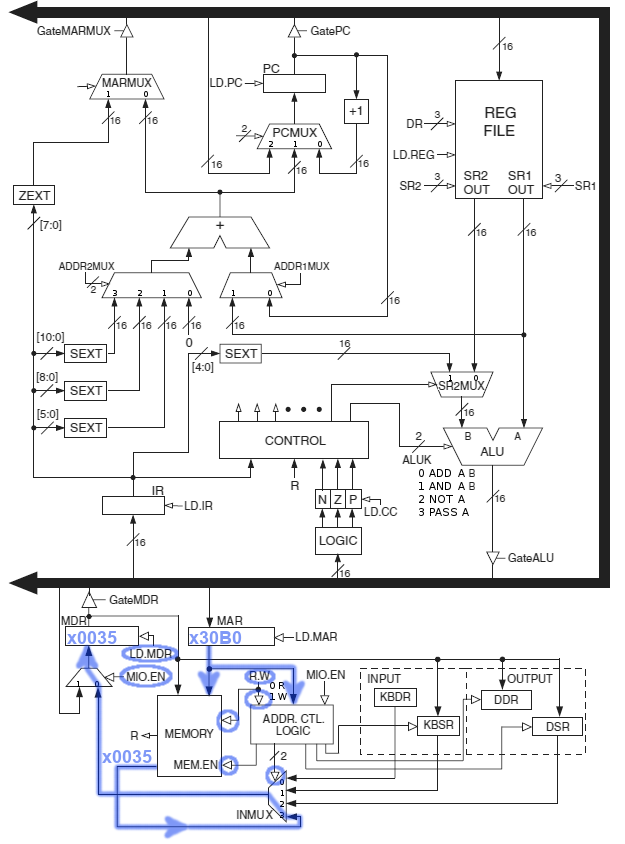 GateMARMUX
GatePC
16
MARMUX
1 0
16 16
LD.PC
PC
+1
2
PCMUX
2 1 0
16 16 16
REG
FILE
DR 3
LD.REG
SR2 3
SR2
OUT
SR1
OUT
3 SR1
16 16
ZEXT
[7:0]
+
ADDR2MUX
2
3 2 1 0
ADDR1MUX
1 0
16 16 16 16 16
0
[10:0]
SEXT
[8:0]
SEXT
[5:0]
SEXT
[4:0]
SEXT
16
1 0
SR2MUX
16
CONTROL
2
ALUK
B A
ALU
0 ADD A B
1 AND A B
2 NOT A
3 PASS A
16
GateALU
IR
LD.IR
16
R
N Z P
LD.CC
LOGIC
16
GateMDR
MDR
x0035
LD.MDR
MIO.EN
1 0
MAR
x30B0
LD.MAR
R.W
0 R
1 W
MIO.EN
ADDR. CTL.
LOGIC
2
R
MEMORY
MEM.EN
x0035
INMUX
0
1
2
3
INPUT
KBDR
KBSR
OUTPUT
DDR
DSR